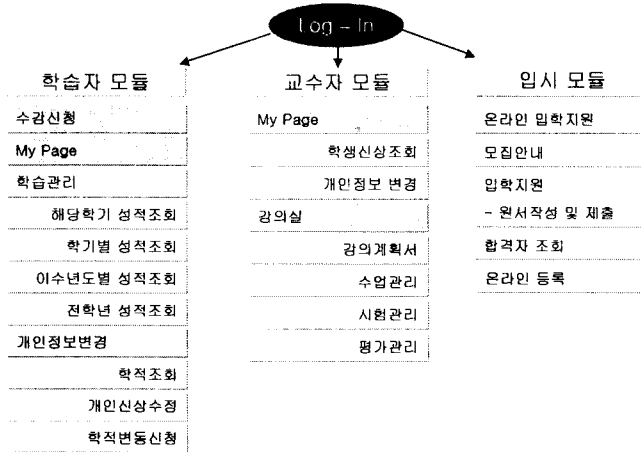 Log - In
학습자 모듈
수강신청
My Page
학습관리
해당학기 성적조회
학기별 성적조회
이수년도별 성적조회
전학년 성적조회
개인정보변경
학적조회
개인신상수정
학적변동신청
교수자 모듈
My Page
학생신상조회
개인정보 변경
강의실
강의계획서
수업관리
시험관리
평가관리
입시 모듈
온라인 입학지원
모집안내
입학지원
- 원서작성 및 제출
합격자 조회
온라인 등록